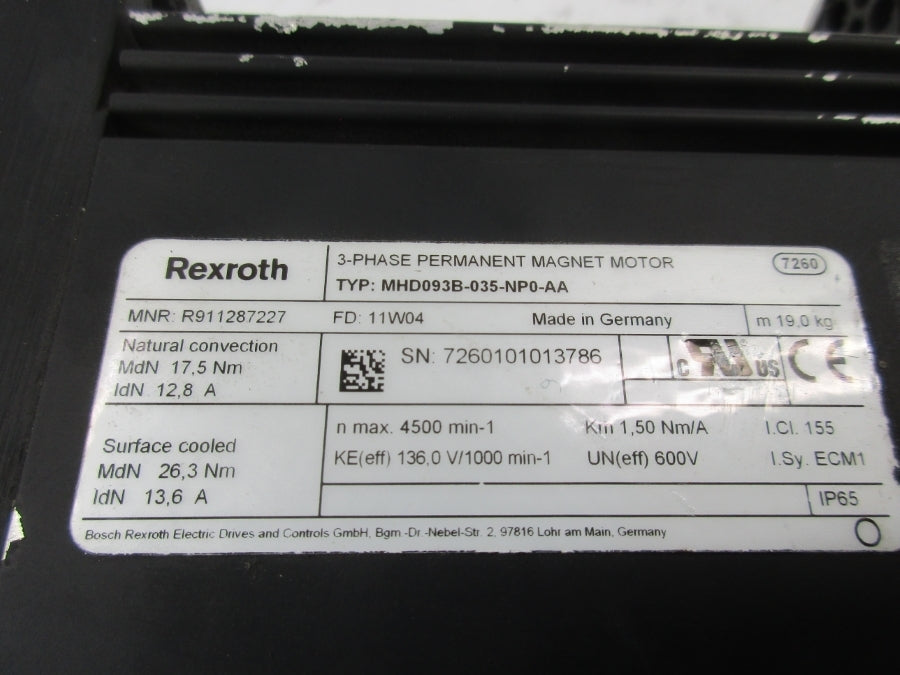 Rexroth
3-PHASE PERMANENT MAGNET MOTOR
7260
TYP: MHD093B-035-NP0-AA
MNR: R911287227
FD: 11W04
Made in Germany
m 19,0 kg
Natural convection
MdN 17,5 Nm
IdN 12,8 A
SN: 7260101013786
c RU US
CE
Surface cooled
MdN 26,3 Nm
IdN 13,6 A
n max. 4500 min-1
Km 1,50 Nm/A
I.Cl. 155
KE(eff) 136,0 V/1000 min-1
UN(eff) 600V
I.Sy. ECM1
IP65
Bosch Rexroth Electric Drives and Controls GmbH, Bgm.-Dr.-Nebel-Str. 2, 97816 Lohr am Main, Germany